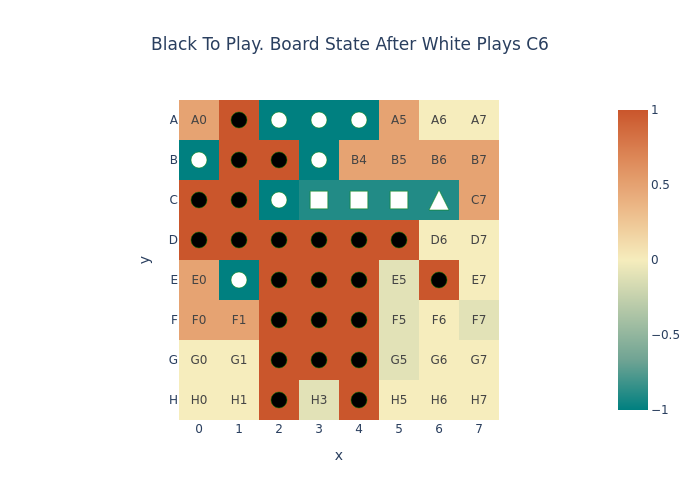 Black To Play. Board State After White Plays C6
A A0 A5 A6 A7
B B4 B5 B6 B7
C C7
D D6 D7
E E0 E5 E7
F F0 F1 F5 F6 F7
G G0 G1 G5 G6 G7
H H0 H1 H3 H5 H6 H7
0 1 2 3 4 5 6 7
x
y
1
0.5
0
−0.5
−1